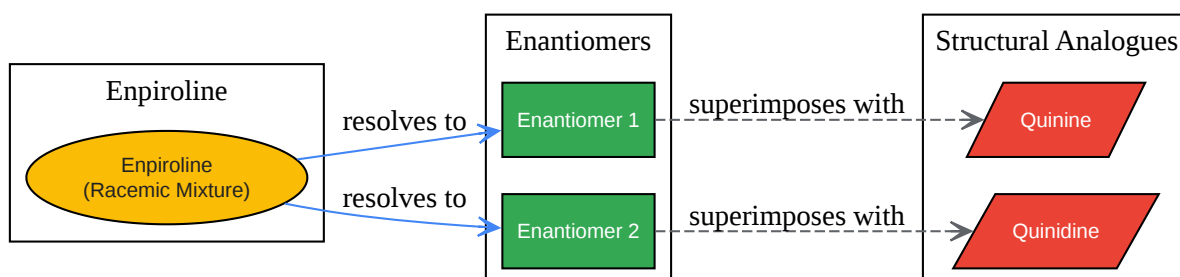 Enpiroline
Enpiroline
(Racemic Mixture)
resolves to
resolves to
Enantiomers
Enantiomer 1
Enantiomer 2
superimposes with
superimposes with
Structural Analogues
Quinine
Quinidine